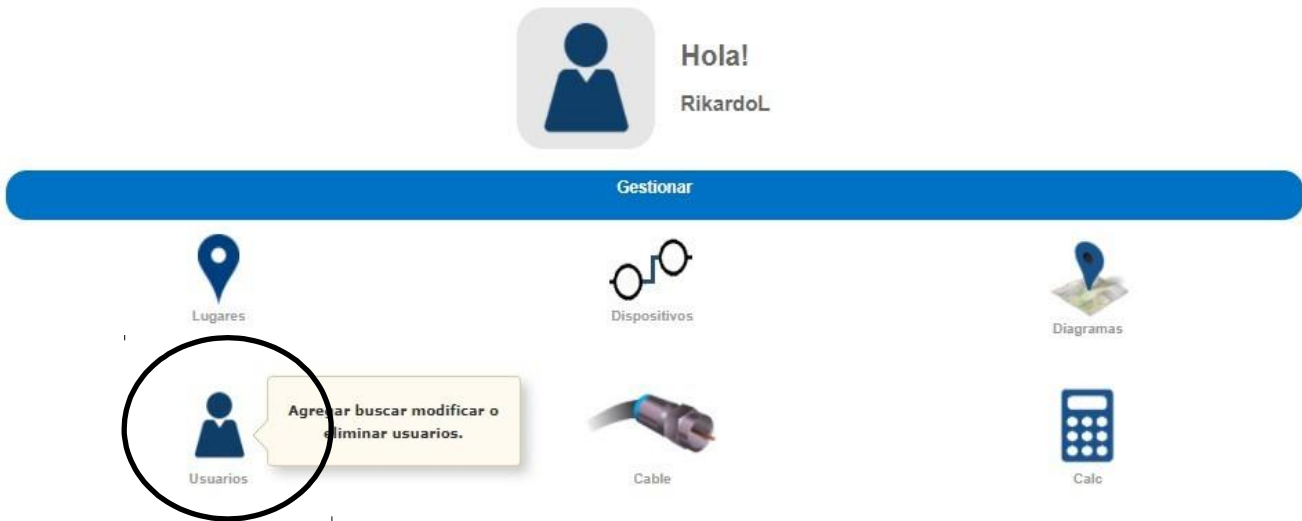 Hola!
RikardoL
Gestionar
Lugares
Dispositivos
Diagramas
Agregar buscar modificar o
eliminar usuarios.
Usuarios
Cable
Calc